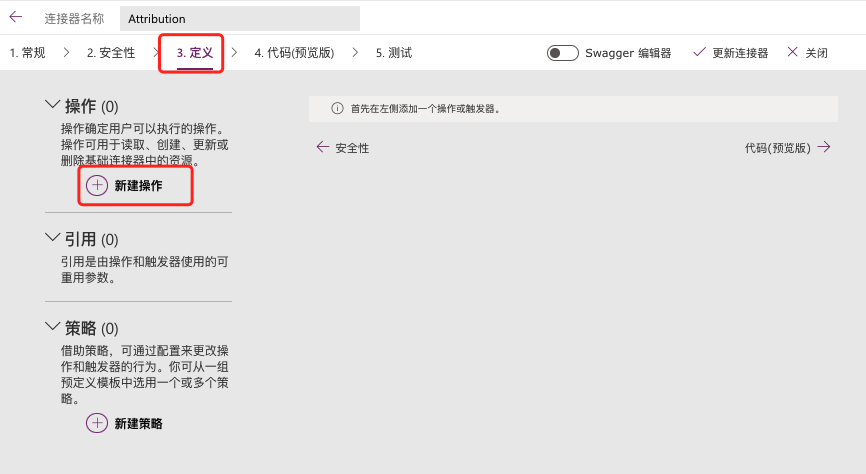 连接器名称 Attribution
1. 常规 2. 安全性 3. 定义 4. 代码(预览版) 5. 测试 Swagger 编辑器 更新连接器 关闭
操作 (0)
操作确定用户可以执行的操作。
操作可用于读取、创建、更新或
删除基础连接器中的资源。
新建操作
引用 (0)
引用是由操作和触发器使用的可
重用参数。
策略 (0)
借助策略，可通过配置来更改操
作和触发器的行为。你可从一组
预定义模板中选用一个或多个策
略。
新建策略
首先在左侧添加一个操作或触发器。
安全性 代码(预览版)